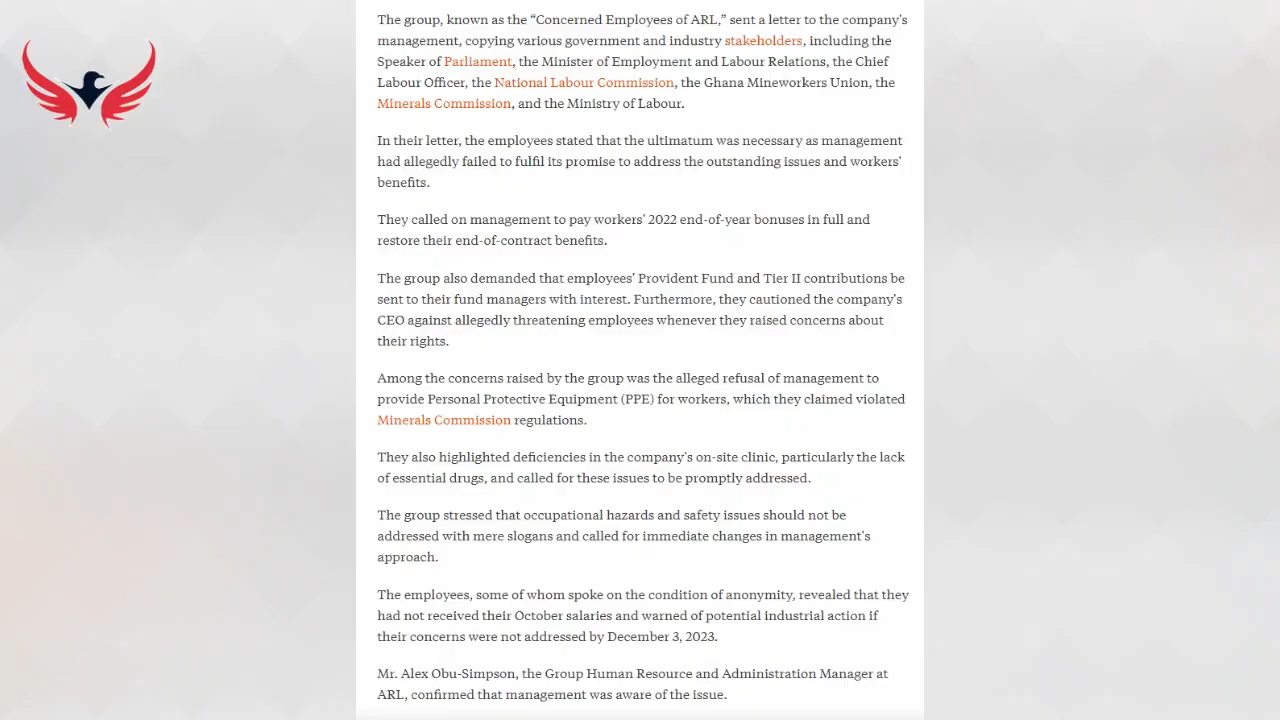 The group, known as the “Concerned Employees of ARL,” sent a letter to the company's
management, copying various government and industry stakeholders, including the
Speaker of Parliament, the Minister of Employment and Labour Relations, the Chief
Labour Officer, the National Labour Commission, the Ghana Mineworkers Union, the
Minerals Commission, and the Ministry of Labour.
In their letter, the employees stated that the ultimatum was necessary as management
had allegedly failed to fulfil its promise to address the outstanding issues and workers'
benefits.
They called on management to pay workers' 2022 end-of-year bonuses in full and
restore their end-of-contract benefits.
The group also demanded that employees' Provident Fund and Tier II contributions be
sent to their fund managers with interest. Furthermore, they cautioned the company's
CEO against allegedly threatening employees whenever they raised concerns about
their rights.
Among the concerns raised by the group was the alleged refusal of management to
provide Personal Protective Equipment (PPE) for workers, which they claimed violated
Minerals Commission regulations.
They also highlighted deficiencies in the company's on-site clinic, particularly the lack
of essential drugs, and called for these issues to be promptly addressed.
The group stressed that occupational hazards and safety issues should not be
addressed with mere slogans and called for immediate changes in management's
approach.
The employees, some of whom spoke on the condition of anonymity, revealed that they
had not received their October salaries and warned of potential industrial action if
their concerns were not addressed by December 3, 2023.
Mr. Alex Obu-Simpson, the Group Human Resource and Administration Manager at
ARL, confirmed that management was aware of the issue.